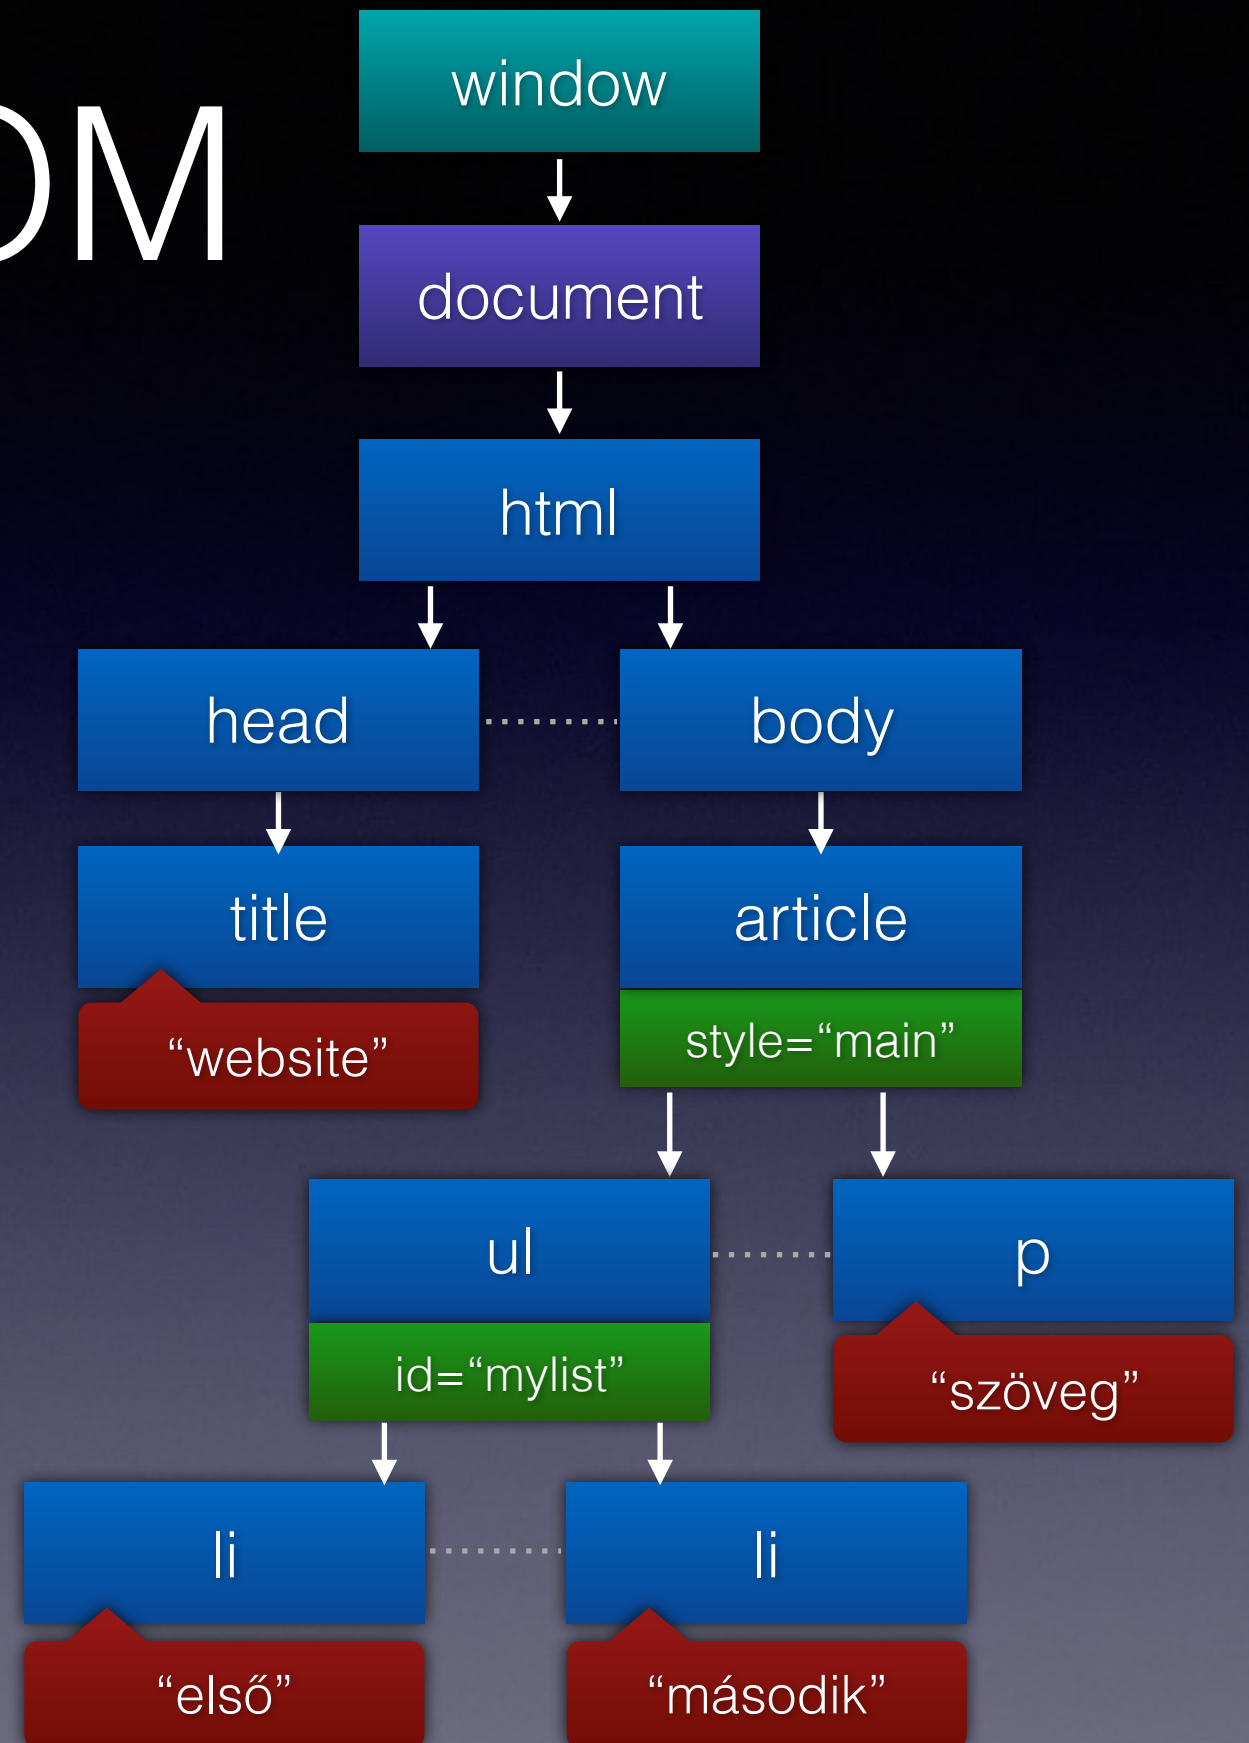 window
OM
document
html
head
body
title
article
“website”
style=“main”
ul
p
id=“mylist”
“szöveg”
li
li
“első”
“második”